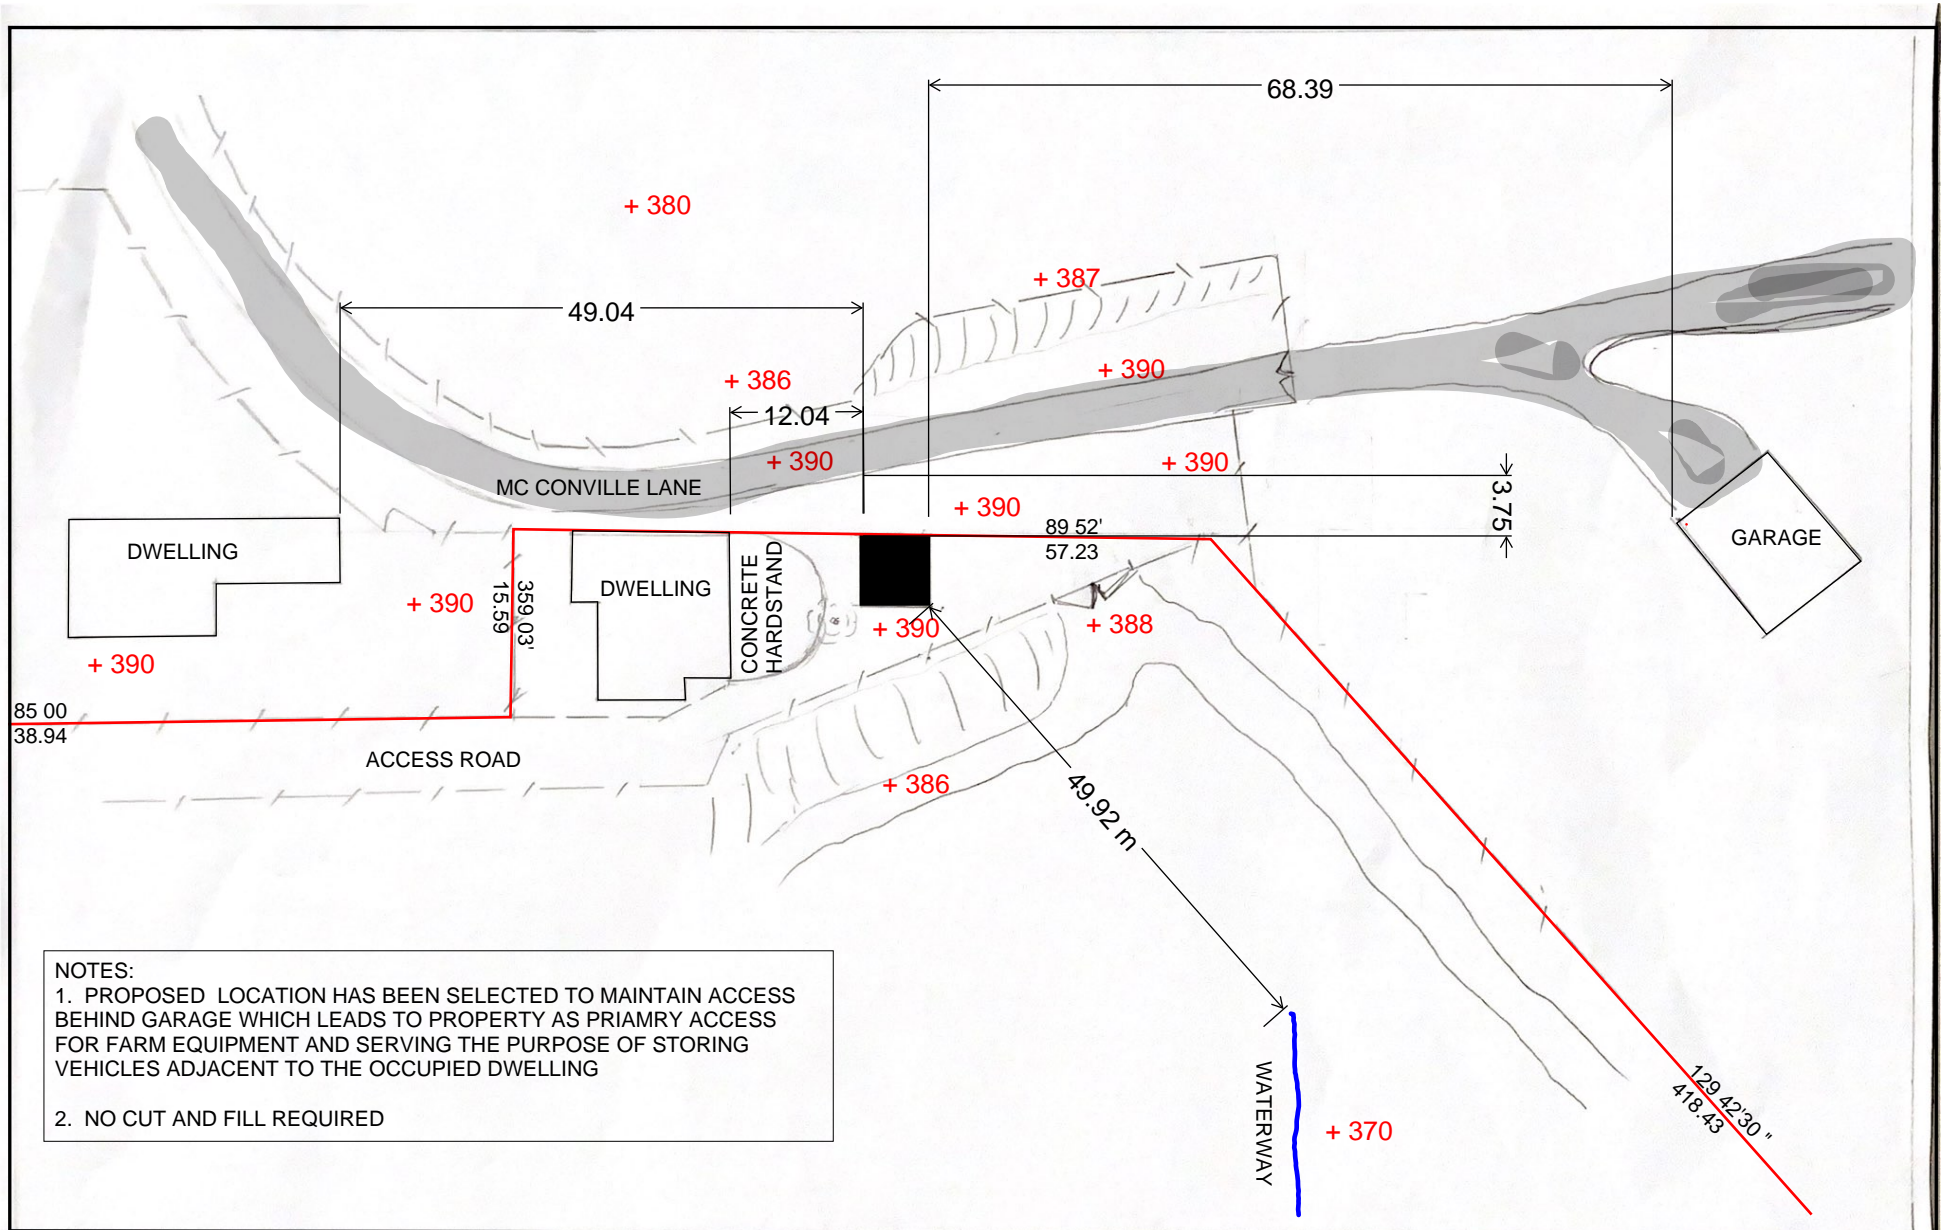 68.39
+ 380
+ 387
49.04
+ 386
+ 390
12.04
+ 390
+ 390
MC CONVILLE LANE
3.75
+ 390
89 52'
57.23
GARAGE
DWELLING
DWELLING
CONCRETE
HARDSTAND
359.03'
15.59
+ 390
+ 390
+ 388
+ 390
85 00
38.94
ACCESS ROAD
+ 386
49.92 m
NOTES:
1. PROPOSED LOCATION HAS BEEN SELECTED TO MAINTAIN ACCESS
BEHIND GARAGE WHICH LEADS TO PROPERTY AS PRIAMRY ACCESS
FOR FARM EQUIPMENT AND SERVING THE PURPOSE OF STORING
VEHICLES ADJACENT TO THE OCCUPIED DWELLING
2. NO CUT AND FILL REQUIRED
WATERWAY
+ 370
129 42'30 "
418.43